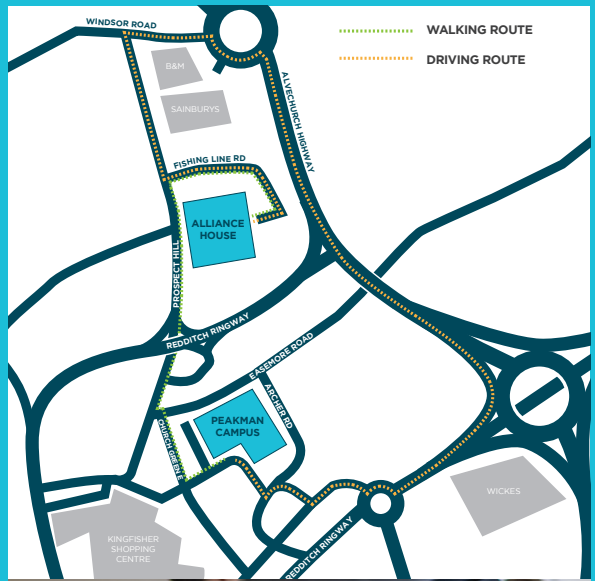 WINDSOR ROAD
WALKING ROUTE
DRIVING ROUTE
B&M
SAINBURYS
ALVECHURCH HIGHWAY
FISHING LINE RD
ALLIANCE
HOUSE
PROSPECT HILL
REDDITCH RINGWAY
EASEMORE ROAD
ARCHER RD
PEAKMAN
CAMPUS
CHURCH GREEN E
WICKES
KINGFISHER
SHOPPING
CENTRE
REDDITCH RINGWAY